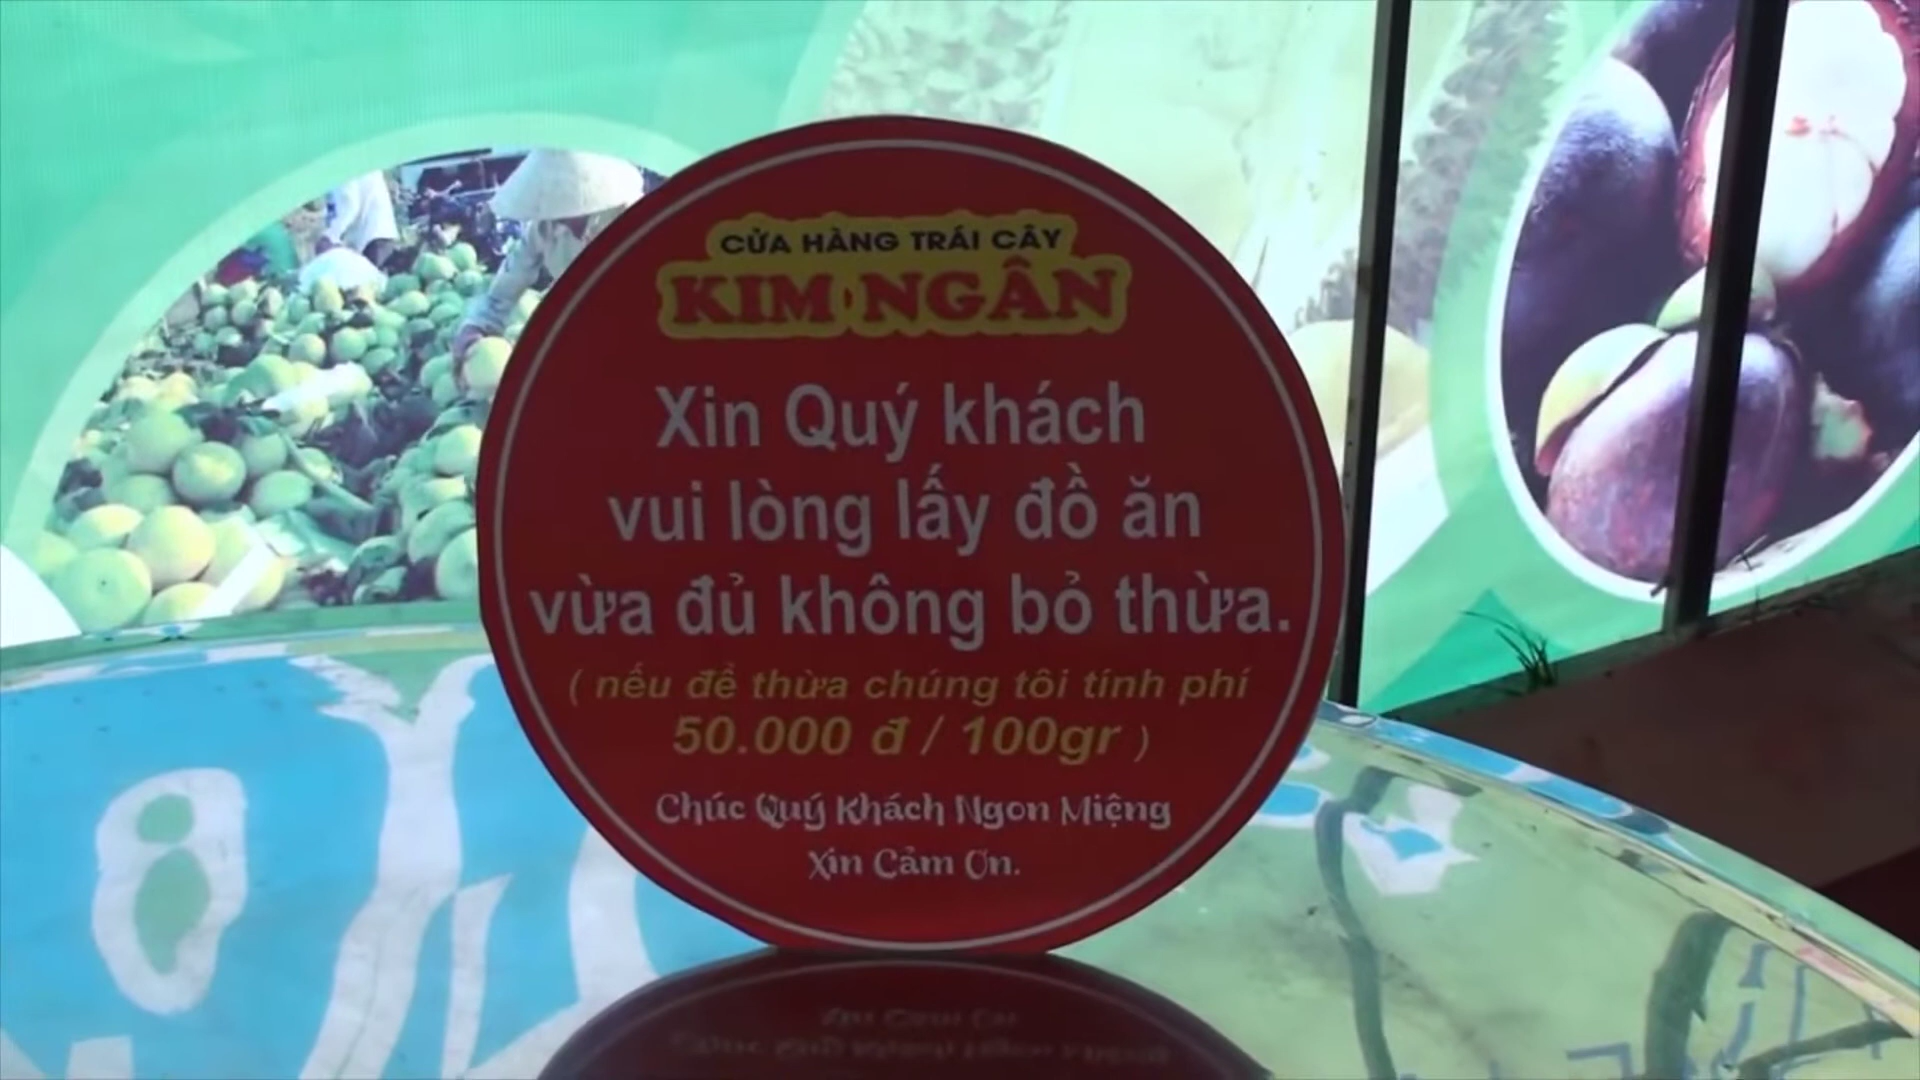 CỬA HÀNG TRÁI CÂY
KIM NGÂN
Xin Quý khách
vui lòng lấy đồ ăn
vừa đủ không bỏ thừa.
( nếu để thừa chúng tôi tính phí
50.000 đ / 100gr )
Chúc Quý Khách Ngon Miệng
Xin Cảm Ơn.